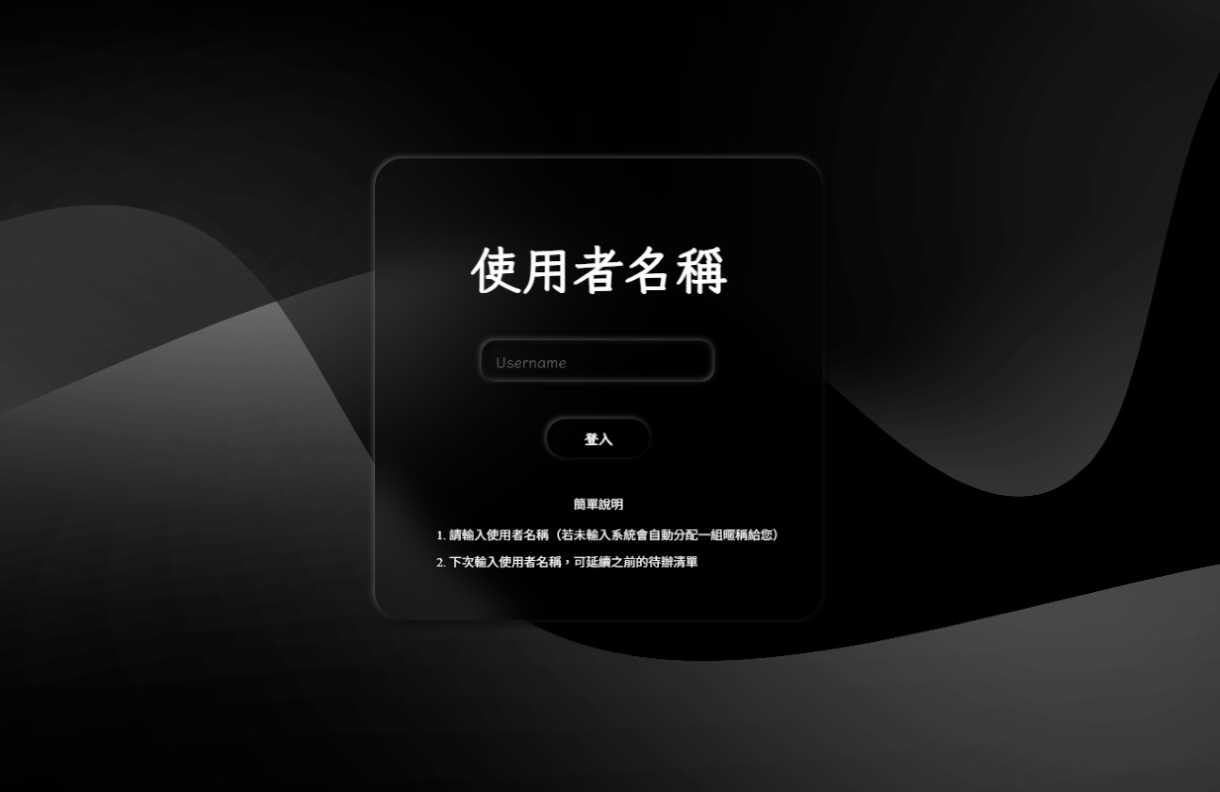 使用者名稱
Username
登入
簡單說明
1. 請輸入使用者名稱（若未輸入系統會自動分配一組暱稱給您）
2. 下次輸入使用者名稱，可延續之前的待辦清單